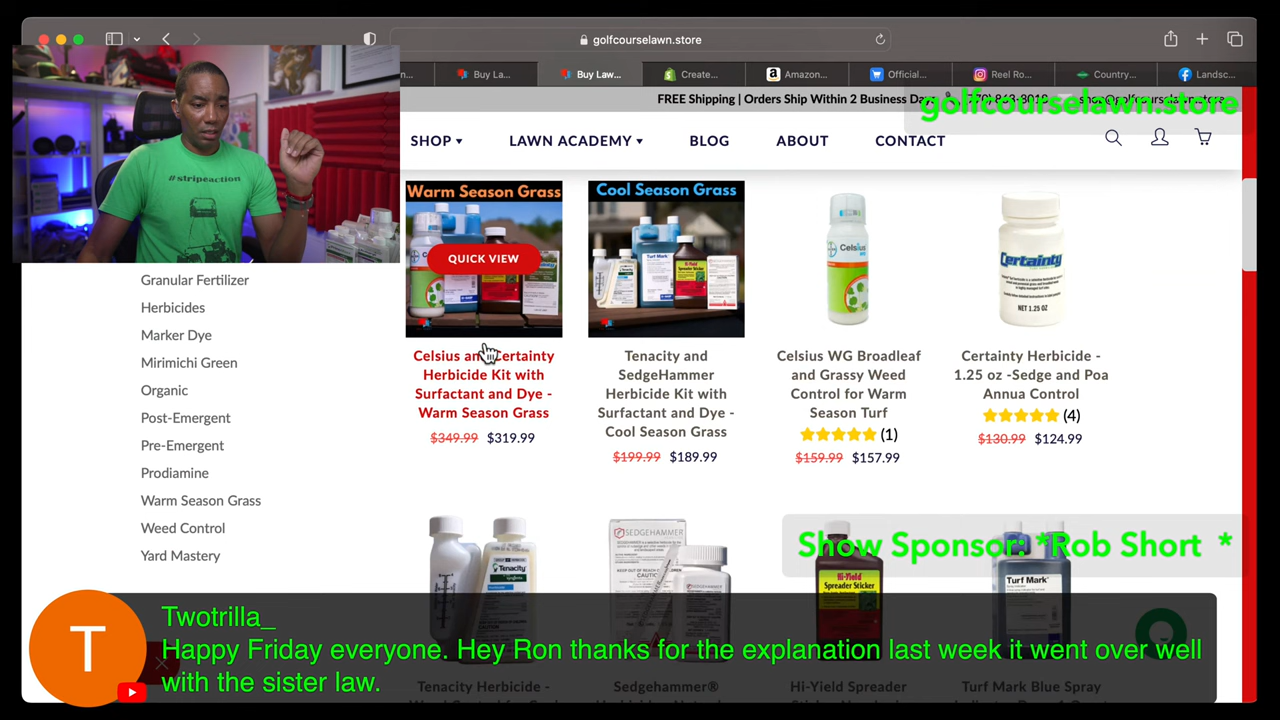 golfcourselawn.store
Buy La...
Buy Law...
Create...
Amazon...
Official...
Reel Ro...
Country...
Landsc...
FREE Shipping | Orders Ship Within 2 Business Days
golfcourselawn.store
SHOP
LAWN ACADEMY
BLOG
ABOUT
CONTACT
#stripeaction
Granular Fertilizer
Herbicides
Marker Dye
Mirimichi Green
Organic
Post-Emergent
Pre-Emergent
Prodiamine
Warm Season Grass
Weed Control
Yard Mastery
Warm Season Grass
QUICK VIEW
Celsius and Certainty
Herbicide Kit with
Surfactant and Dye -
Warm Season Grass
$349.99 $319.99
Cool Season Grass
Turf Mark
Tenacity and
SedgeHammer
Herbicide Kit with
Surfactant and Dye -
Cool Season Grass
$199.99 $189.99
Celsius
Celsius WG Broadleaf
and Grassy Weed
Control for Warm
Season Turf
(1)
$159.99 $157.99
Certainty
NET 1.25 OZ
Certainty Herbicide -
1.25 oz -Sedge and Poa
Annua Control
(4)
$130.99 $124.99
Show Sponsor: *Rob Short *
Tenacity
SEDGEHAMMER
Hi-Yield
Spreader
Sticker
Turf Mark
T
Twotrilla_
Happy Friday everyone. Hey Ron thanks for the explanation last week it went over well
with the sister law.
Tenacity Herbicide -
Sedgehammer®
Hi-Yield Spreader
Turf Mark Blue Spray